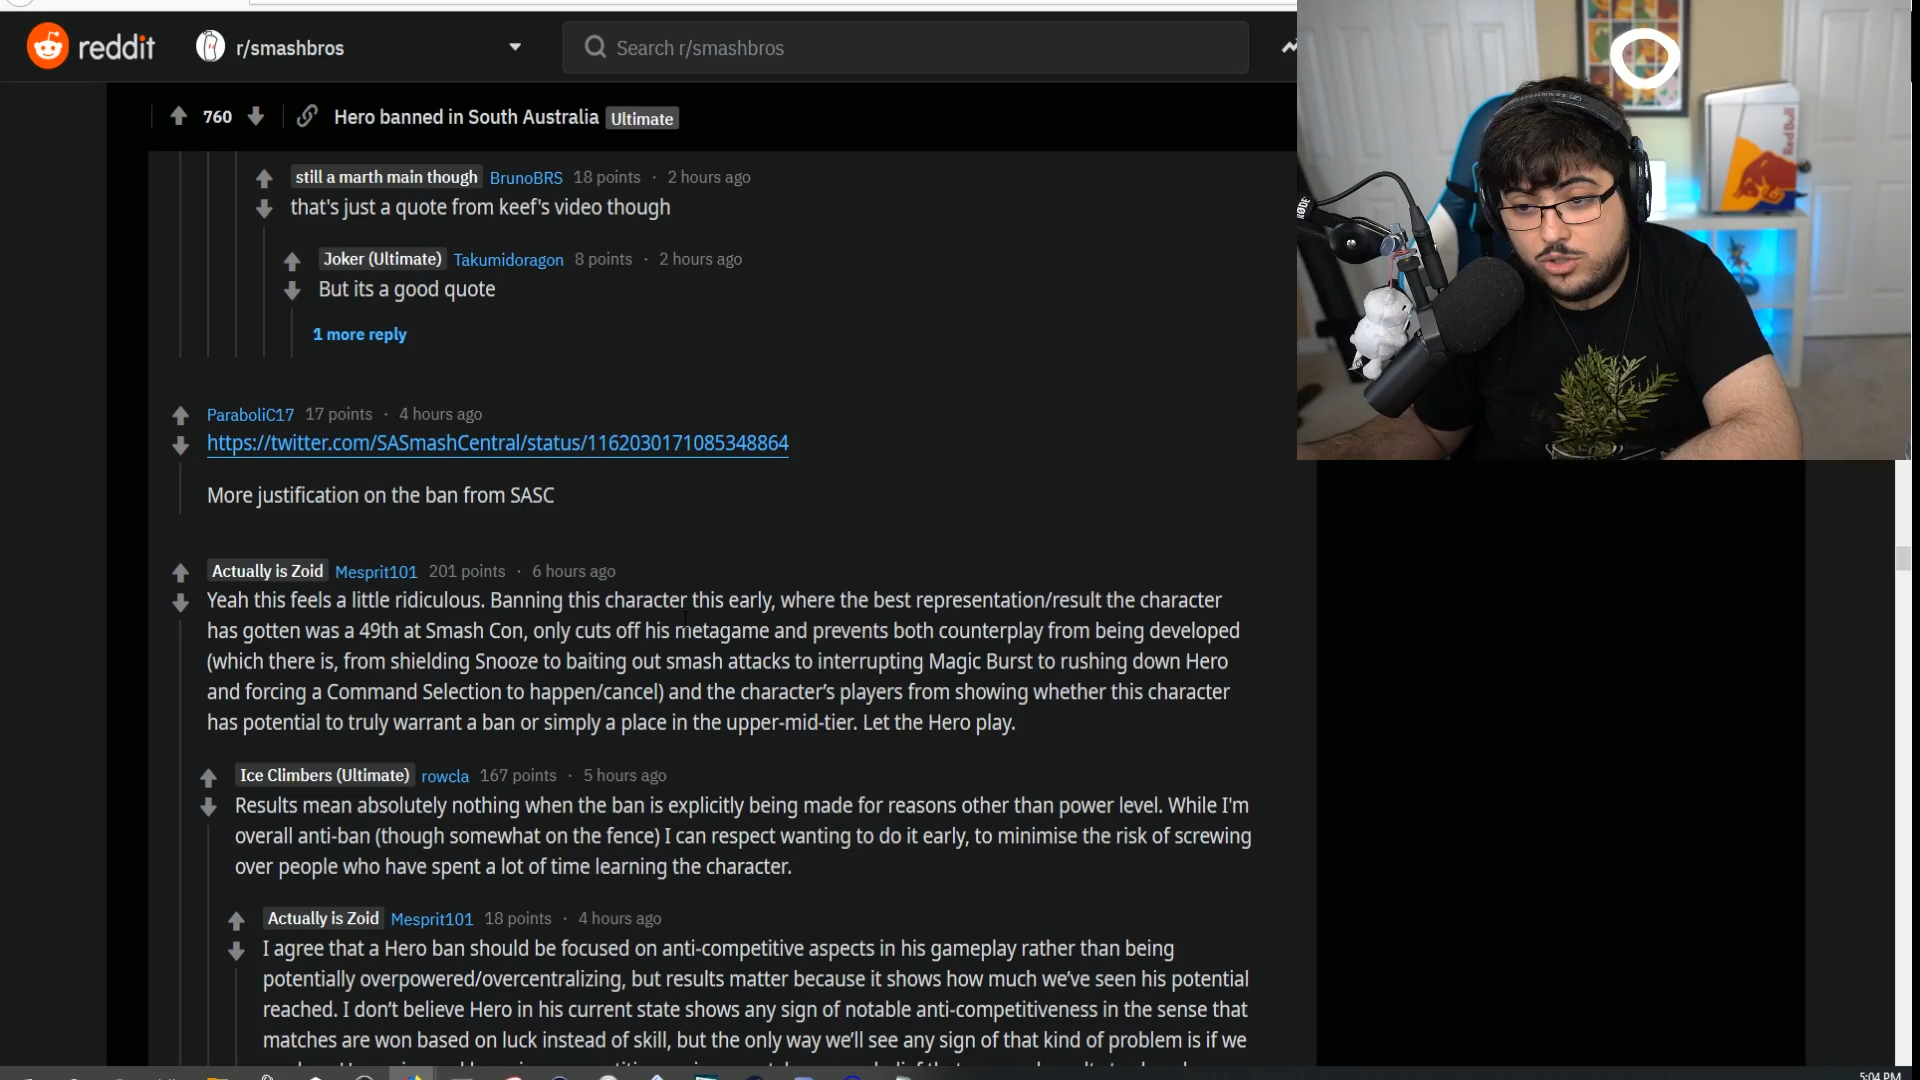 reddit
r/smashbros
Search r/smashbros
760
Hero banned in South Australia Ultimate
still a marth main though BrunoBRS 18 points · 2 hours ago
that's just a quote from keef's video though
Joker (Ultimate) Takumidoragon 8 points · 2 hours ago
But its a good quote
1 more reply
ParaboliC17 17 points · 4 hours ago
https://twitter.com/SASmashCentral/status/1162030171085348864
More justification on the ban from SASC
Actually is Zoid Mesprit101 201 points · 6 hours ago
Yeah this feels a little ridiculous. Banning this character this early, where the best representation/result the character
has gotten was a 49th at Smash Con, only cuts off his metagame and prevents both counterplay from being developed
(which there is, from shielding Snooze to baiting out smash attacks to interrupting Magic Burst to rushing down Hero
and forcing a Command Selection to happen/cancel) and the character's players from showing whether this character
has potential to truly warrant a ban or simply a place in the upper-mid-tier. Let the Hero play.
Ice Climbers (Ultimate) rowcla 167 points · 5 hours ago
Results mean absolutely nothing when the ban is explicitly being made for reasons other than power level. While I'm
overall anti-ban (though somewhat on the fence) I can respect wanting to do it early, to minimise the risk of screwing
over people who have spent a lot of time learning the character.
Actually is Zoid Mesprit101 18 points · 4 hours ago
I agree that a Hero ban should be focused on anti-competitive aspects in his gameplay rather than being
potentially overpowered/overcentralizing, but results matter because it shows how much we've seen his potential
reached. I don't believe Hero in his current state shows any sign of notable anti-competitiveness in the sense that
matches are won based on luck instead of skill, but the only way we'll see any sign of that kind of problem is if we
RØDE
RedBull
5:04 PM